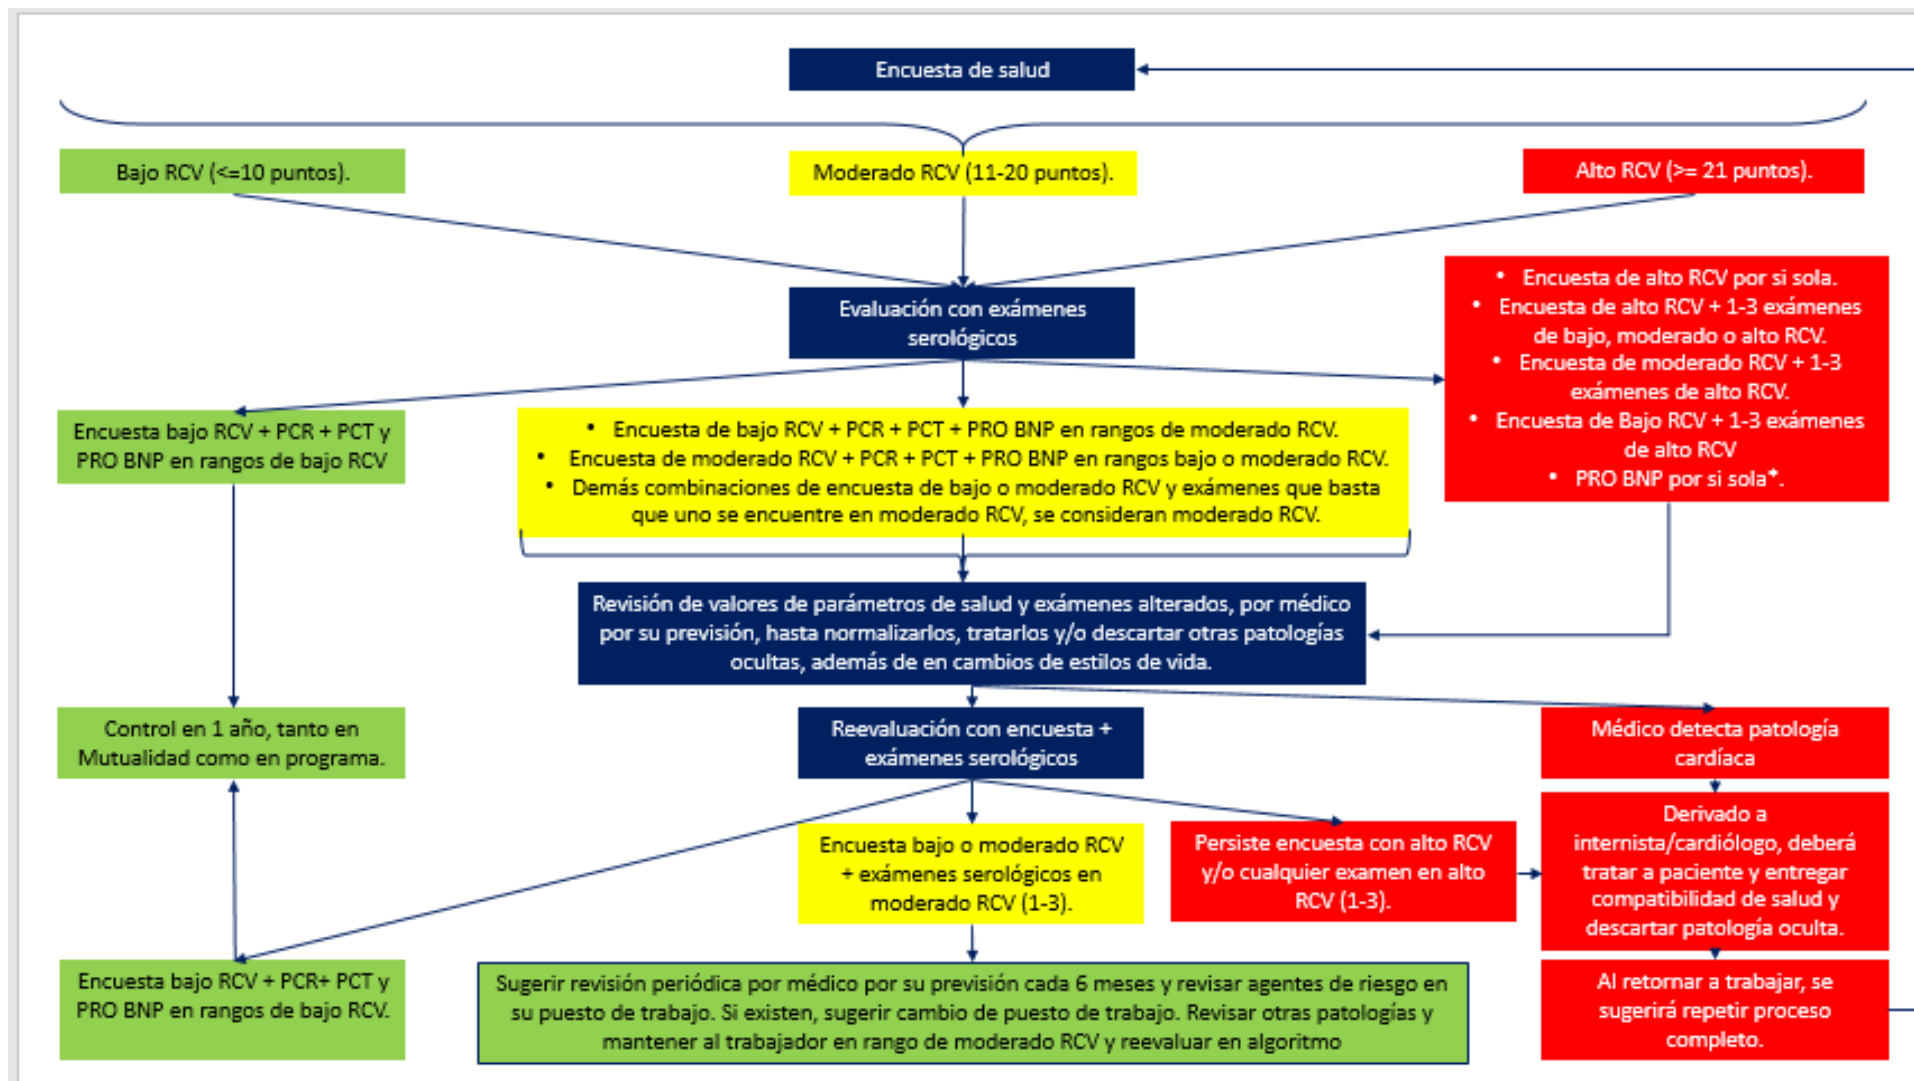 Encuesta de salud
Bajo RCV (<=10 puntos).
Moderado RCV (11-20 puntos).
Alto RCV (>= 21 puntos).
Evaluación con exámenes
serológicos
• Encuesta de alto RCV por si sola.
• Encuesta de alto RCV + 1-3 exámenes
de bajo, moderado o alto RCV.
• Encuesta de moderado RCV + 1-3
exámenes de alto RCV.
• Encuesta de Bajo RCV + 1-3 exámenes
de alto RCV
• PRO BNP por si sola*.
Encuesta bajo RCV + PCR + PCT y
PRO BNP en rangos de bajo RCV
• Encuesta de bajo RCV + PCR + PCT + PRO BNP en rangos de moderado RCV.
• Encuesta de moderado RCV + PCR + PCT + PRO BNP en rangos bajo o moderado RCV.
• Demás combinaciones de encuesta de bajo o moderado RCV y exámenes que basta
que uno se encuentre en moderado RCV, se consideran moderado RCV.
Revisión de valores de parámetros de salud y exámenes alterados, por médico
por su previsión, hasta normalizarlos, tratarlos y/o descartar otras patologías
ocultas, además de en cambios de estilos de vida.
Control en 1 año, tanto en
Mutualidad como en programa.
Reevaluación con encuesta +
exámenes serológicos
Médico detecta patología
cardíaca
Encuesta bajo o moderado RCV
+ exámenes serológicos en
moderado RCV (1-3).
Persiste encuesta con alto RCV
y/o cualquier examen en alto
RCV (1-3).
Derivado a
internista/cardiólogo, deberá
tratar a paciente y entregar
compatibilidad de salud y
descartar patología oculta.
Encuesta bajo RCV + PCR+ PCT y
PRO BNP en rangos de bajo RCV.
Sugerir revisión periódica por médico por su previsión cada 6 meses y revisar agentes de riesgo en
su puesto de trabajo. Si existen, sugerir cambio de puesto de trabajo. Revisar otras patologías y
mantener al trabajador en rango de moderado RCV y reevaluar en algoritmo
Al retornar a trabajar, se
sugerirá repetir proceso
completo.